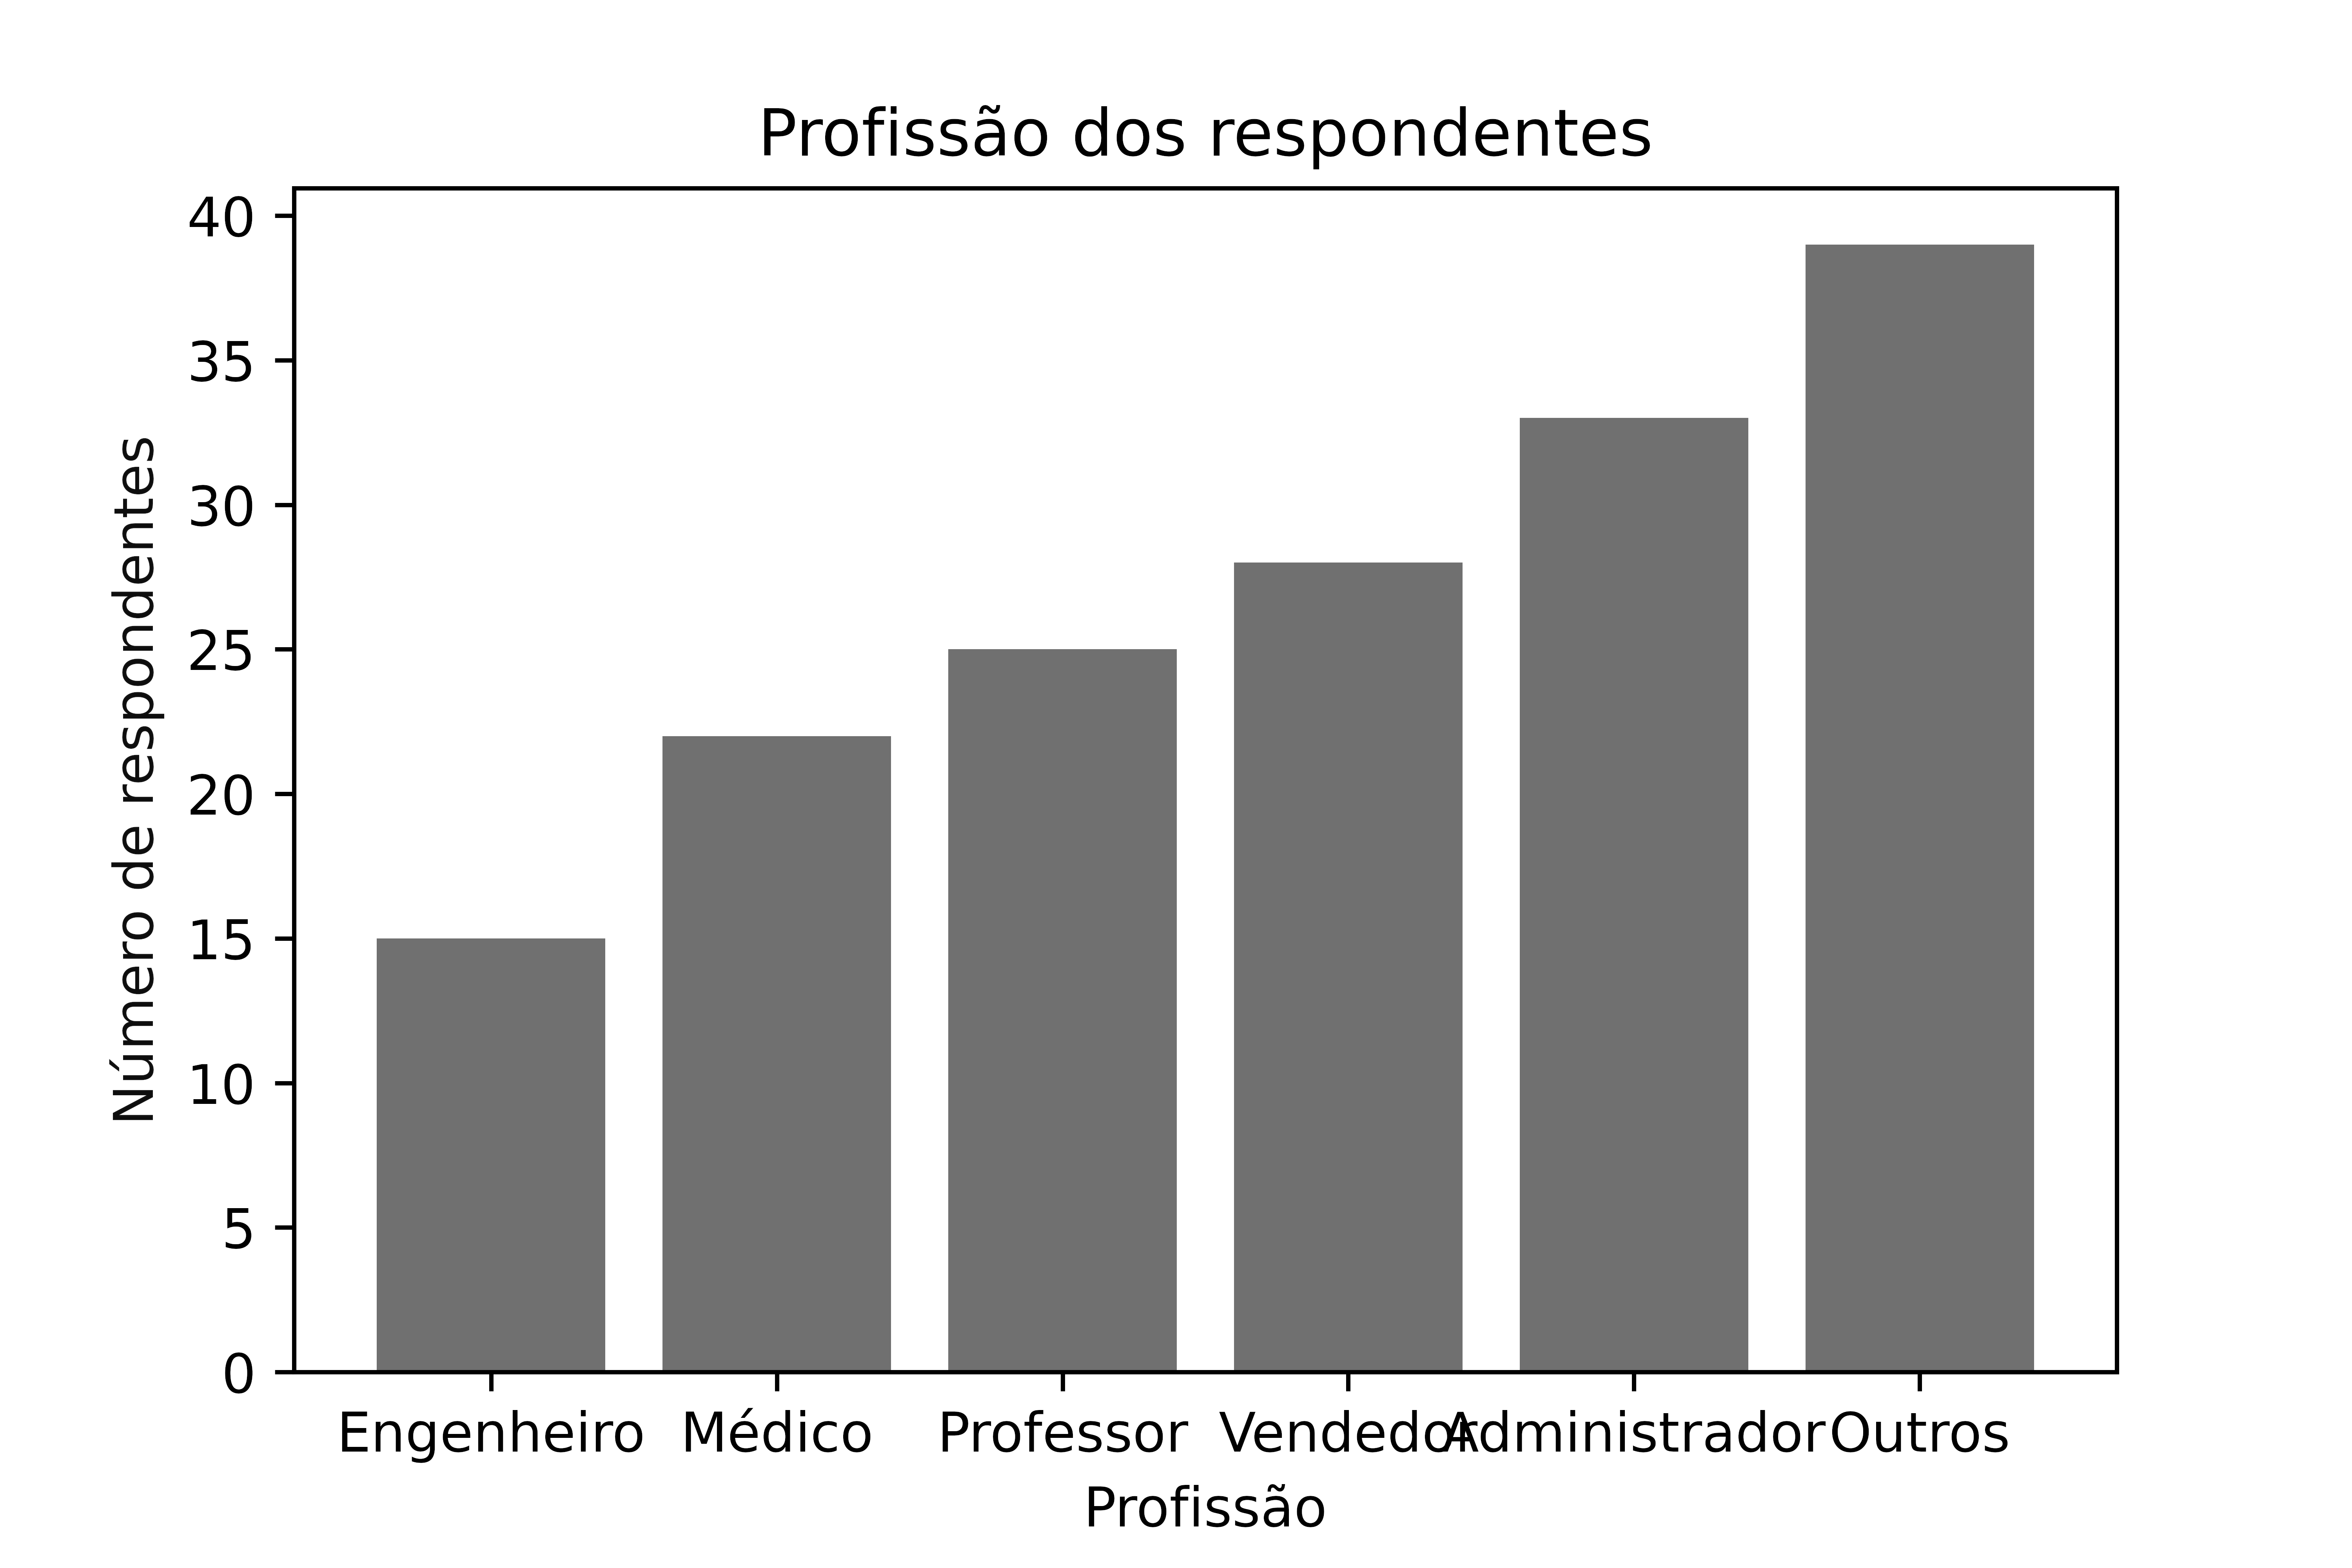 Profissão dos respondentes
Número de respondentes
40
35
30
25
20
15
10
5
0
Engenheiro Médico Professor Vendedor Administrador Outros
Profissão